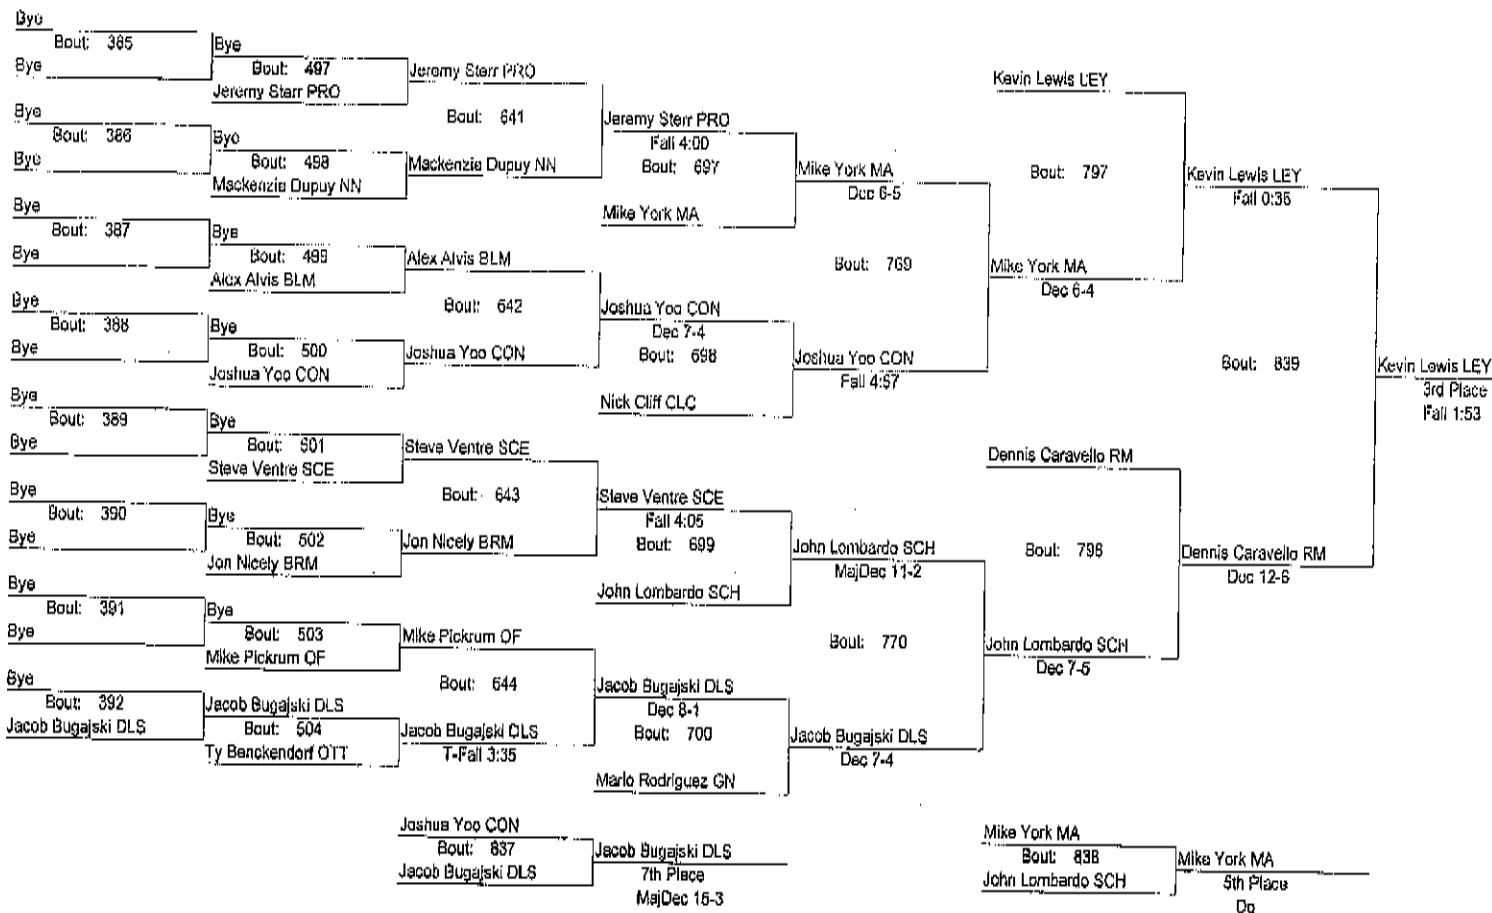 Bye
Bout: 385
Bye
Bye
Bout: 386
Bye
Bye
Bout: 387
Bye
Bye
Bout: 388
Bye
Bye
Bout: 389
Bye
Bye
Bout: 390
Bye
Bye
Bout: 391
Bye
Bye
Bout: 392
Jacob Bugajski DLS
Bye
Bout: 497
Jeremy Sterr PRO
Bye
Bout: 498
Mackenzie Dupuy NN
Bye
Bout: 499
Alex Alvis BLM
Bye
Bout: 500
Joshua Yoo CON
Bye
Bout: 501
Steve Ventre SCE
Bye
Bout: 502
Jon Nicely BRM
Bye
Bout: 503
Mike Pickrum OF
Jacob Bugajski DLS
Bout: 504
Ty Benckendorf OTT
Jeremy Sterr PRO
Bout: 641
Mackenzie Dupuy NN
Alex Alvis BLM
Bout: 642
Joshua Yoo CON
Steve Ventre SCE
Bout: 643
Jon Nicely BRM
Mike Pickrum OF
Bout: 644
Jacob Bugajski DLS
T-Fall 3:35
Jeremy Sterr PRO
Fall 4:00
Bout: 697
Mike York MA
Joshua Yoo CON
Dec 7-4
Bout: 698
Nick Cliff CLC
Steve Ventre SCE
Fall 4:05
Bout: 699
John Lombardo SCH
Jacob Bugajski DLS
Dec 8-1
Bout: 700
Mario Rodriguez GN
Mike York MA
Dec 6-5
Bout: 769
Joshua Yoo CON
Fall 4:57
John Lombardo SCH
MajDec 11-2
Bout: 770
Jacob Bugajski DLS
Dec 7-4
Kevin Lewis LEY
Bout: 797
Mike York MA
Dec 6-4
Dennis Caravello RM
Bout: 798
John Lombardo SCH
Dec 7-5
Kevin Lewis LEY
Fall 0:36
Bout: 839
Dennis Caravello RM
Dec 12-6
Kevin Lewis LEY
3rd Place
Fall 1:53
Joshua Yoo CON
Bout: 837
Jacob Bugajski DLS
Jacob Bugajski DLS
7th Place
MajDec 15-3
Mike York MA
Bout: 838
John Lombardo SCH
Mike York MA
5th Place
Dq